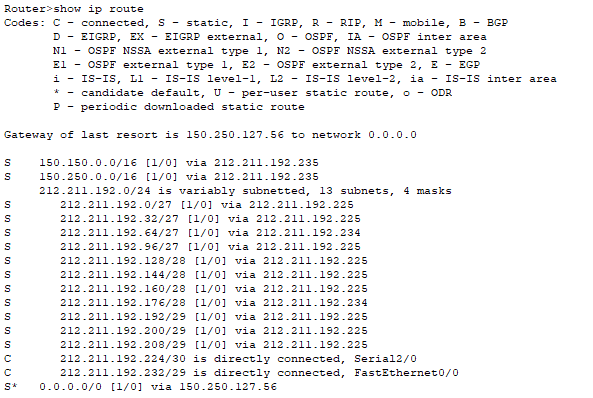 Router>show ip route
Codes: C - connected, S - static, I - IGRP, R - RIP, M - mobile, B - BGP
D - EIGRP, EX - EIGRP external, O - OSPF, IA - OSPF inter area
N1 - OSPF NSSA external type 1, N2 - OSPF NSSA external type 2
E1 - OSPF external type 1, E2 - OSPF external type 2, E - EGP
i - IS-IS, L1 - IS-IS level-1, L2 - IS-IS level-2, ia - IS-IS inter area
* - candidate default, U - per-user static route, o - ODR
P - periodic downloaded static route
Gateway of last resort is 150.250.127.56 to network 0.0.0.0
S 150.150.0.0/16 [1/0] via 212.211.192.235
S 150.250.0.0/16 [1/0] via 212.211.192.235
212.211.192.0/24 is variably subnetted, 13 subnets, 4 masks
S 212.211.192.0/27 [1/0] via 212.211.192.225
S 212.211.192.32/27 [1/0] via 212.211.192.225
S 212.211.192.64/27 [1/0] via 212.211.192.234
S 212.211.192.96/27 [1/0] via 212.211.192.225
S 212.211.192.128/28 [1/0] via 212.211.192.225
S 212.211.192.144/28 [1/0] via 212.211.192.225
S 212.211.192.160/28 [1/0] via 212.211.192.225
S 212.211.192.176/28 [1/0] via 212.211.192.234
S 212.211.192.192/29 [1/0] via 212.211.192.225
S 212.211.192.200/29 [1/0] via 212.211.192.225
S 212.211.192.208/29 [1/0] via 212.211.192.225
C 212.211.192.224/30 is directly connected, Serial2/0
C 212.211.192.232/29 is directly connected, FastEthernet0/0
S* 0.0.0.0/0 [1/0] via 150.250.127.56